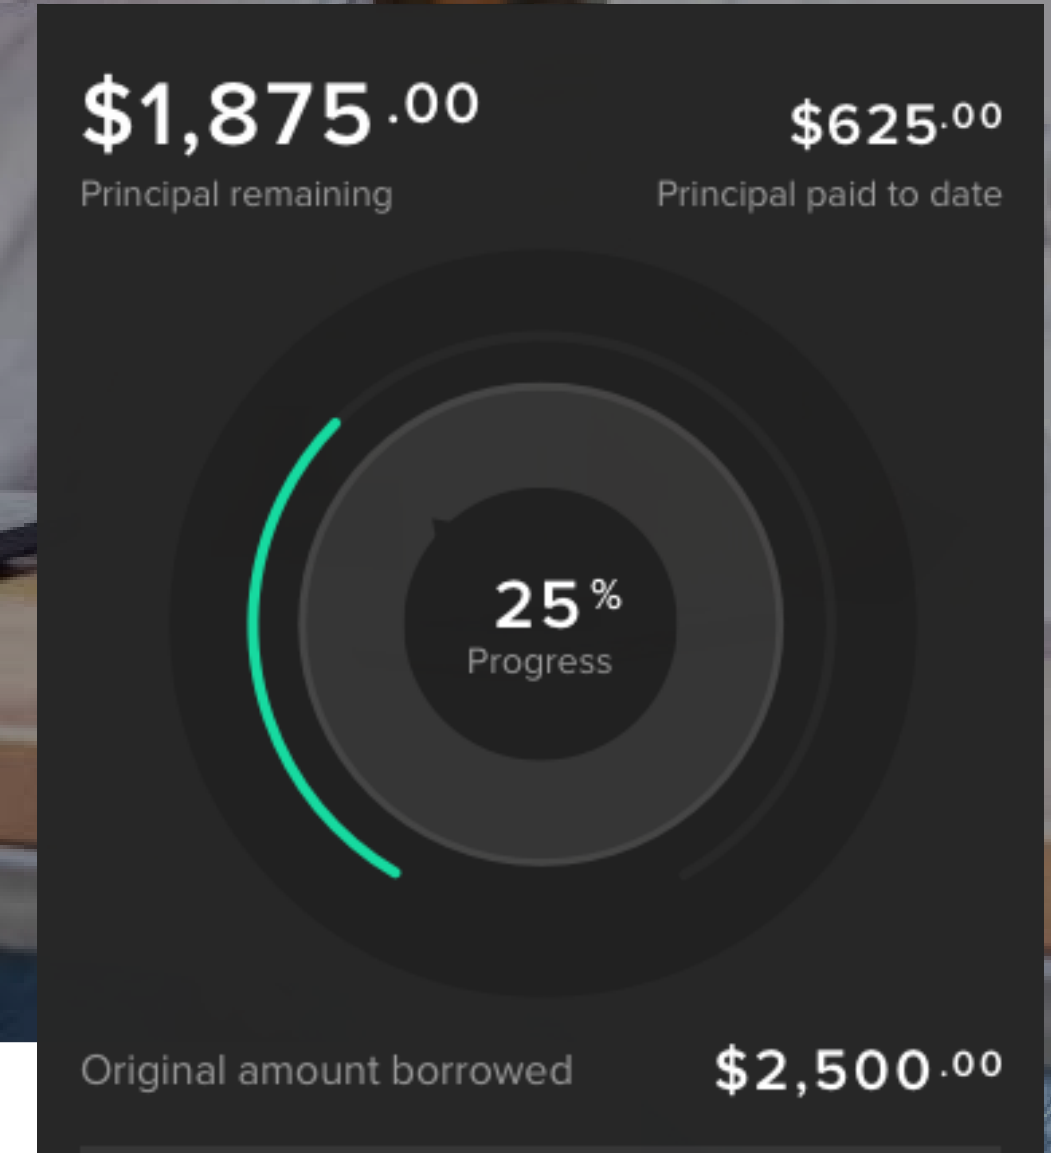 $1,875.00 $625.00
Principal remaining Principal paid to date
25%
Progress
Original amount borrowed $2,500.00